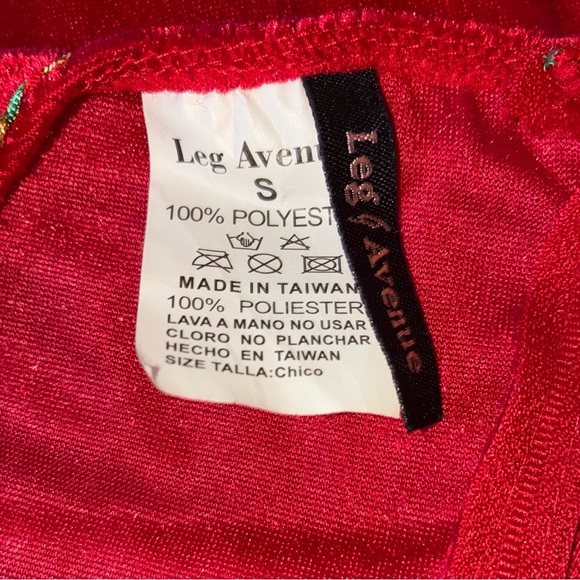 Leg Avenu
S
100% POLYEST
MADE IN TAIWAN
100% POLIESTER
LAVA A MANO NO USAR
CLORO NO PLANCHAR
HECHO EN TAIWAN
SIZE TALLA:Chico
Leg Avenue